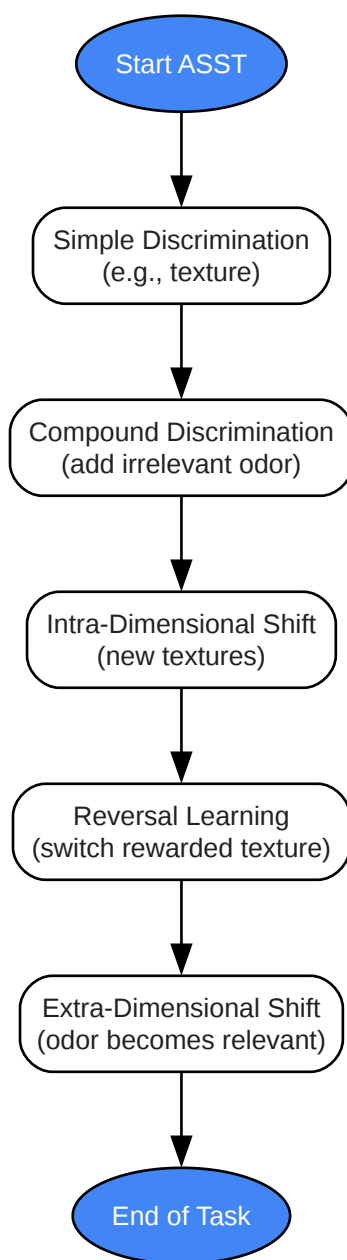 Start ASST
Simple Discrimination
(e.g., texture)
Compound Discrimination
(add irrelevant odor)
Intra-Dimensional Shift
(new textures)
Reversal Learning
(switch rewarded texture)
Extra-Dimensional Shift
(odor becomes relevant)
End of Task